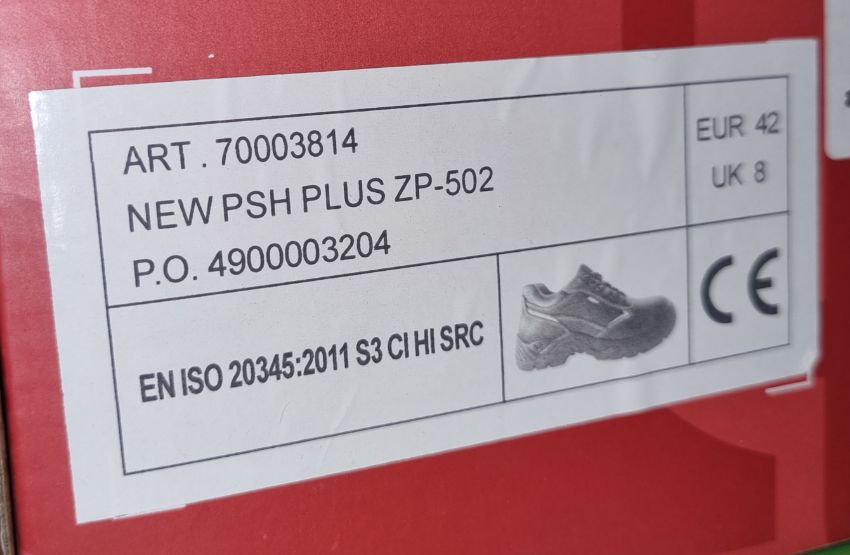 ART . 70003814
NEW PSH PLUS ZP-502
P.O. 4900003204
EUR 42
UK 8
EN ISO 20345:2011 S3 CI HI SRC
CE